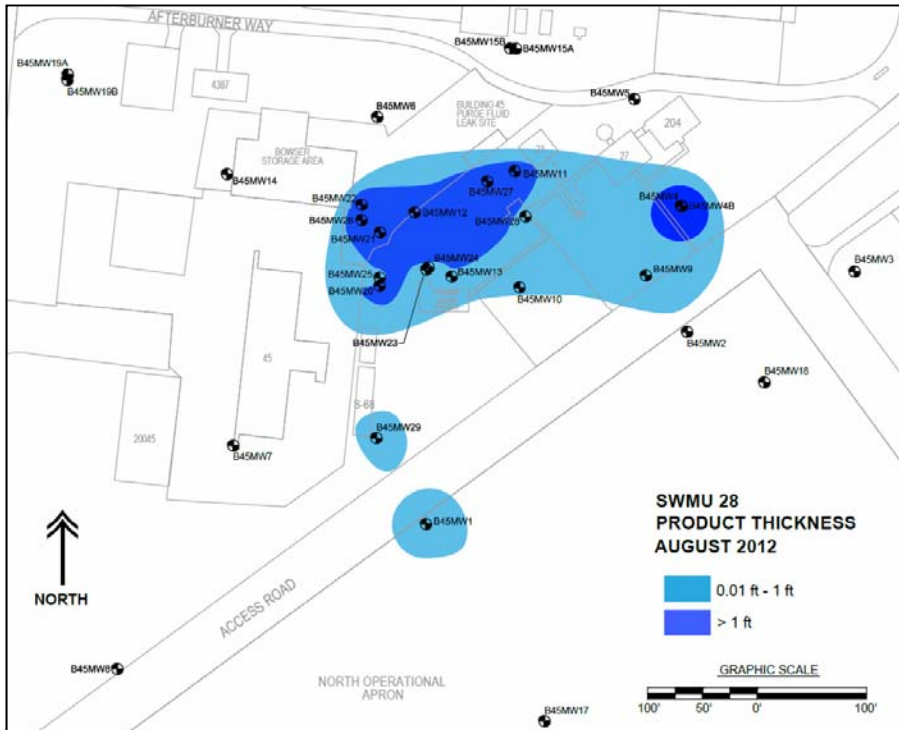 AFTERBURNER WAY
B45MW15B
B45MW15A
B45MW19A
B45MW19B
4387
B45MW6
BUILDING 45
PURGE FLUID
LEAK SITE
B45MW5
204
BOWSER
STORAGE AREA
27
B45MW14
B45MW11
B45MW27
B45MW22
B45MW12
B45MW4
B45MW4B
B45MW26
B45MW21
B45MW24
B45MW25
B45MW13
B45MW9
B45MW3
B45MW20
B45MW10
B45MW23
B45MW2
45
B45MW18
S-68
20045
B45MW29
B45MW7
SWMU 28
PRODUCT THICKNESS
AUGUST 2012
B45MW1
0.01 ft - 1 ft
> 1 ft
NORTH
ACCESS ROAD
B45MW8
NORTH OPERATIONAL
APRON
GRAPHIC SCALE
100' 50' 0' 100'
B45MW17